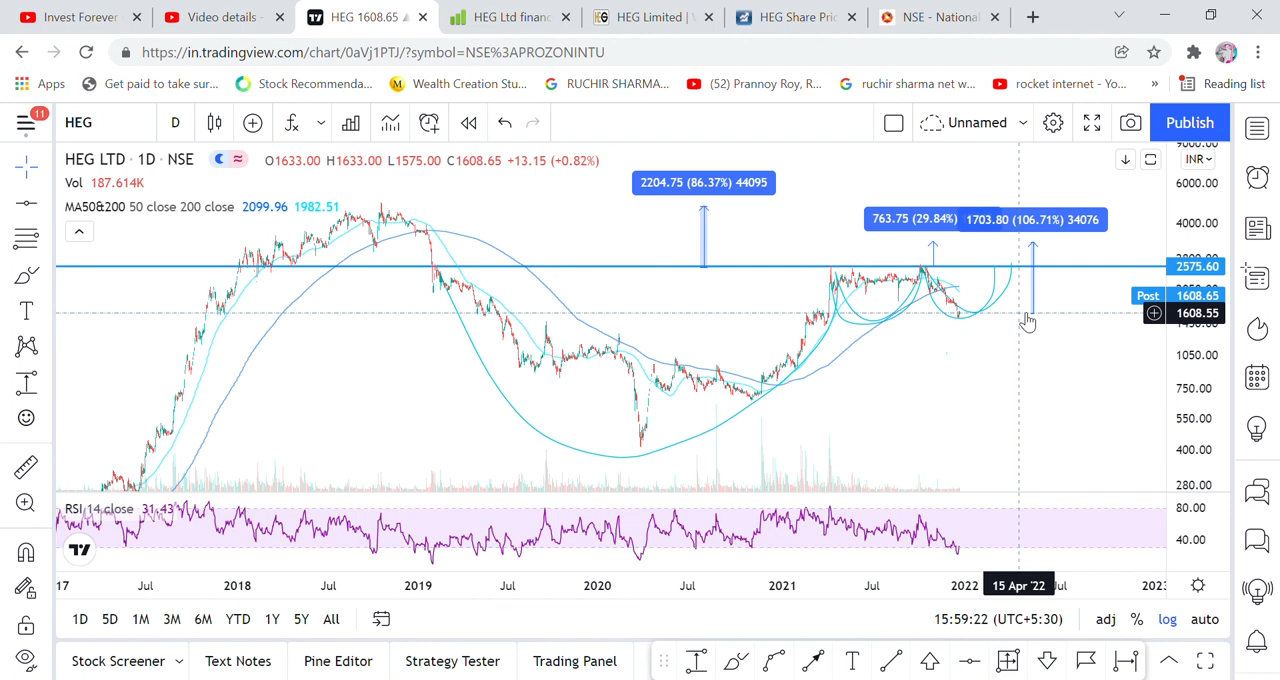 Invest Forever
Video details -
HEG 1608.65
HEG Ltd financ
HEG Limited |
HEG Share Pric
NSE - National
https://in.tradingview.com/chart/0aVj1PTJ/?symbol=NSE%3APROZONINTU
Apps
Get paid to take sur...
Stock Recommenda...
Wealth Creation Stu...
RUCHIR SHARMA...
(52) Prannoy Roy, R...
ruchir sharma net w...
rocket internet - Yo...
»
Reading list
11
HEG
D
Unnamed
Publish
HEG LTD · 1D · NSE
O1633.00 H1633.00 L1575.00 C1608.65 +13.15 (+0.82%)
INR
Vol 187.614K
MA50&200 50 close 200 close 2099.96 1982.51
2204.75 (86.37%) 44095
763.75 (29.84%)
1703.80 (106.71%) 34076
6000.00
4000.00
2575.60
Post 1608.65
1608.55
1050.00
750.00
550.00
400.00
280.00
RSI 14 close 31.43
80.00
40.00
17
Jul
2018
Jul
2019
Jul
2020
Jul
2021
Jul
2022
15 Apr '22
Jul
2023
1D 5D 1M 3M 6M YTD 1Y 5Y All
15:59:22 (UTC+5:30)
adj % log auto
Stock Screener
Text Notes
Pine Editor
Strategy Tester
Trading Panel